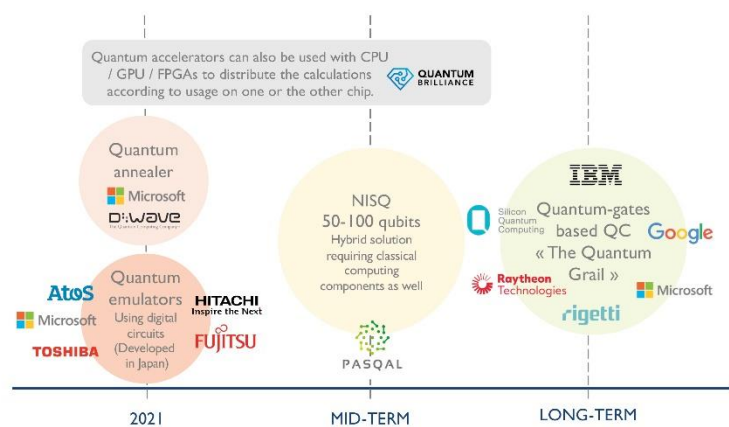 Quantum accelerators can also be used with CPU
/ GPU / FPGAs to distribute the calculations
according to usage on one or the other chip.
QUANTUM
BRILLIANCE
Quantum
annealer
Microsoft
D:wave
The Quantum Computing Company
Quantum
emulators
Using digital
circuits
(Developed
in Japan)
Atos
Microsoft
TOSHIBA
HITACHI
Inspire the Next
FUJITSU
NISQ
50-100 qubits
Hybrid solution
requiring classical
computing
components as well
PASQAL
IBM
Silicon
Quantum
Computing
Quantum-gates
based QC
« The Quantum
Grail »
Google
Raytheon
Technologies
Microsoft
rigetti
2021
MID-TERM
LONG-TERM